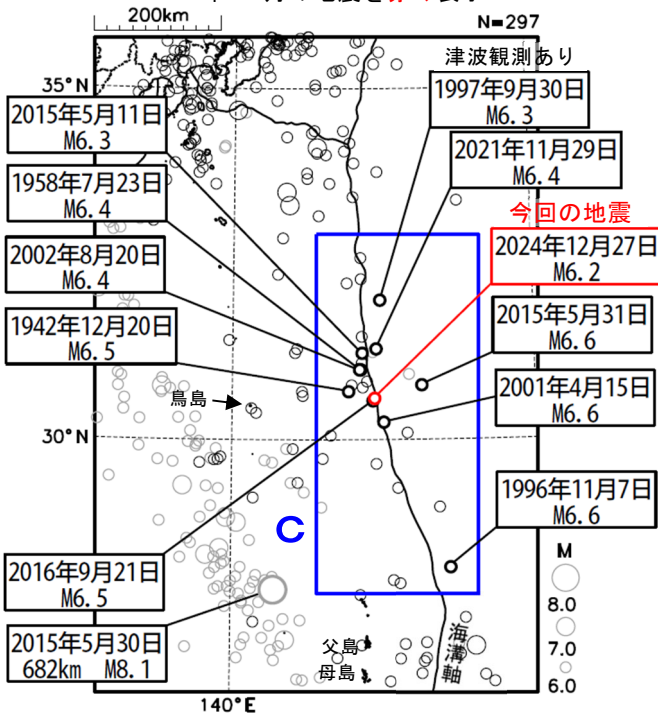 200km
N=297
35°N
津波観測あり
1997年9月30日
M6.3
2015年5月11日
M6.3
2021年11月29日
M6.4
1958年7月23日
M6.4
今回の地震
2024年12月27日
M6.2
2002年8月20日
M6.4
2015年5月31日
M6.6
1942年12月20日
M6.5
鳥島
2001年4月15日
M6.6
30°N
1996年11月7日
M6.6
C
2016年9月21日
M6.5
M
8.0
7.0
6.0
2015年5月30日
682km M8.1
父島
母島
海溝軸
140°E